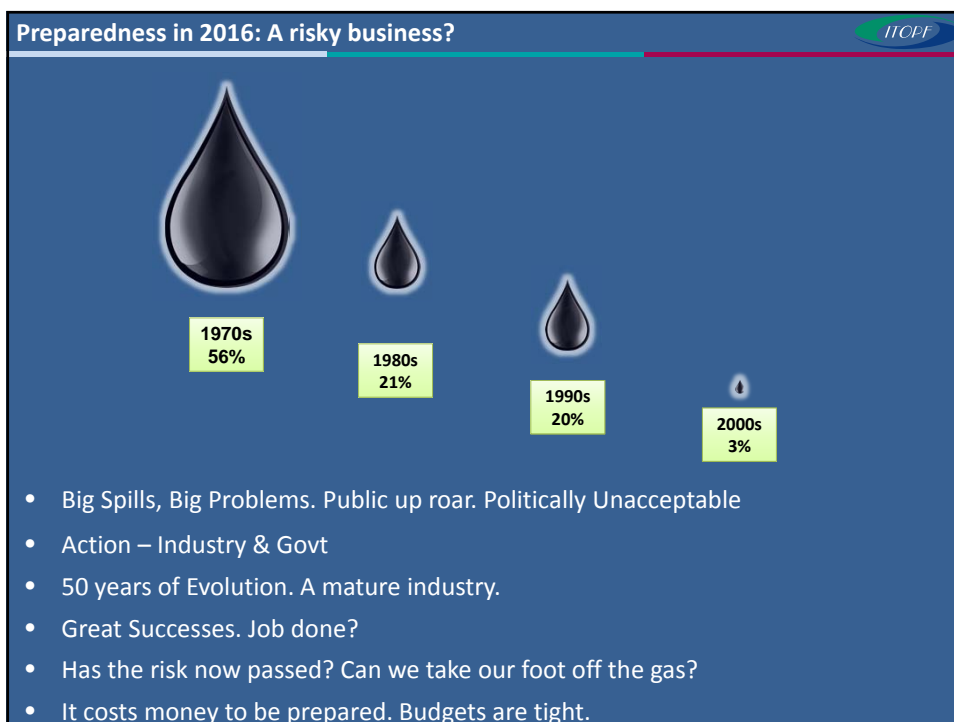 Preparedness in 2016: A risky business?
ITOPF
1970s
56%
1980s
21%
1990s
20%
2000s
3%
• Big Spills, Big Problems. Public up roar. Politically Unacceptable
• Action – Industry & Govt
• 50 years of Evolution. A mature industry.
• Great Successes. Job done?
• Has the risk now passed? Can we take our foot off the gas?
• It costs money to be prepared. Budgets are tight.